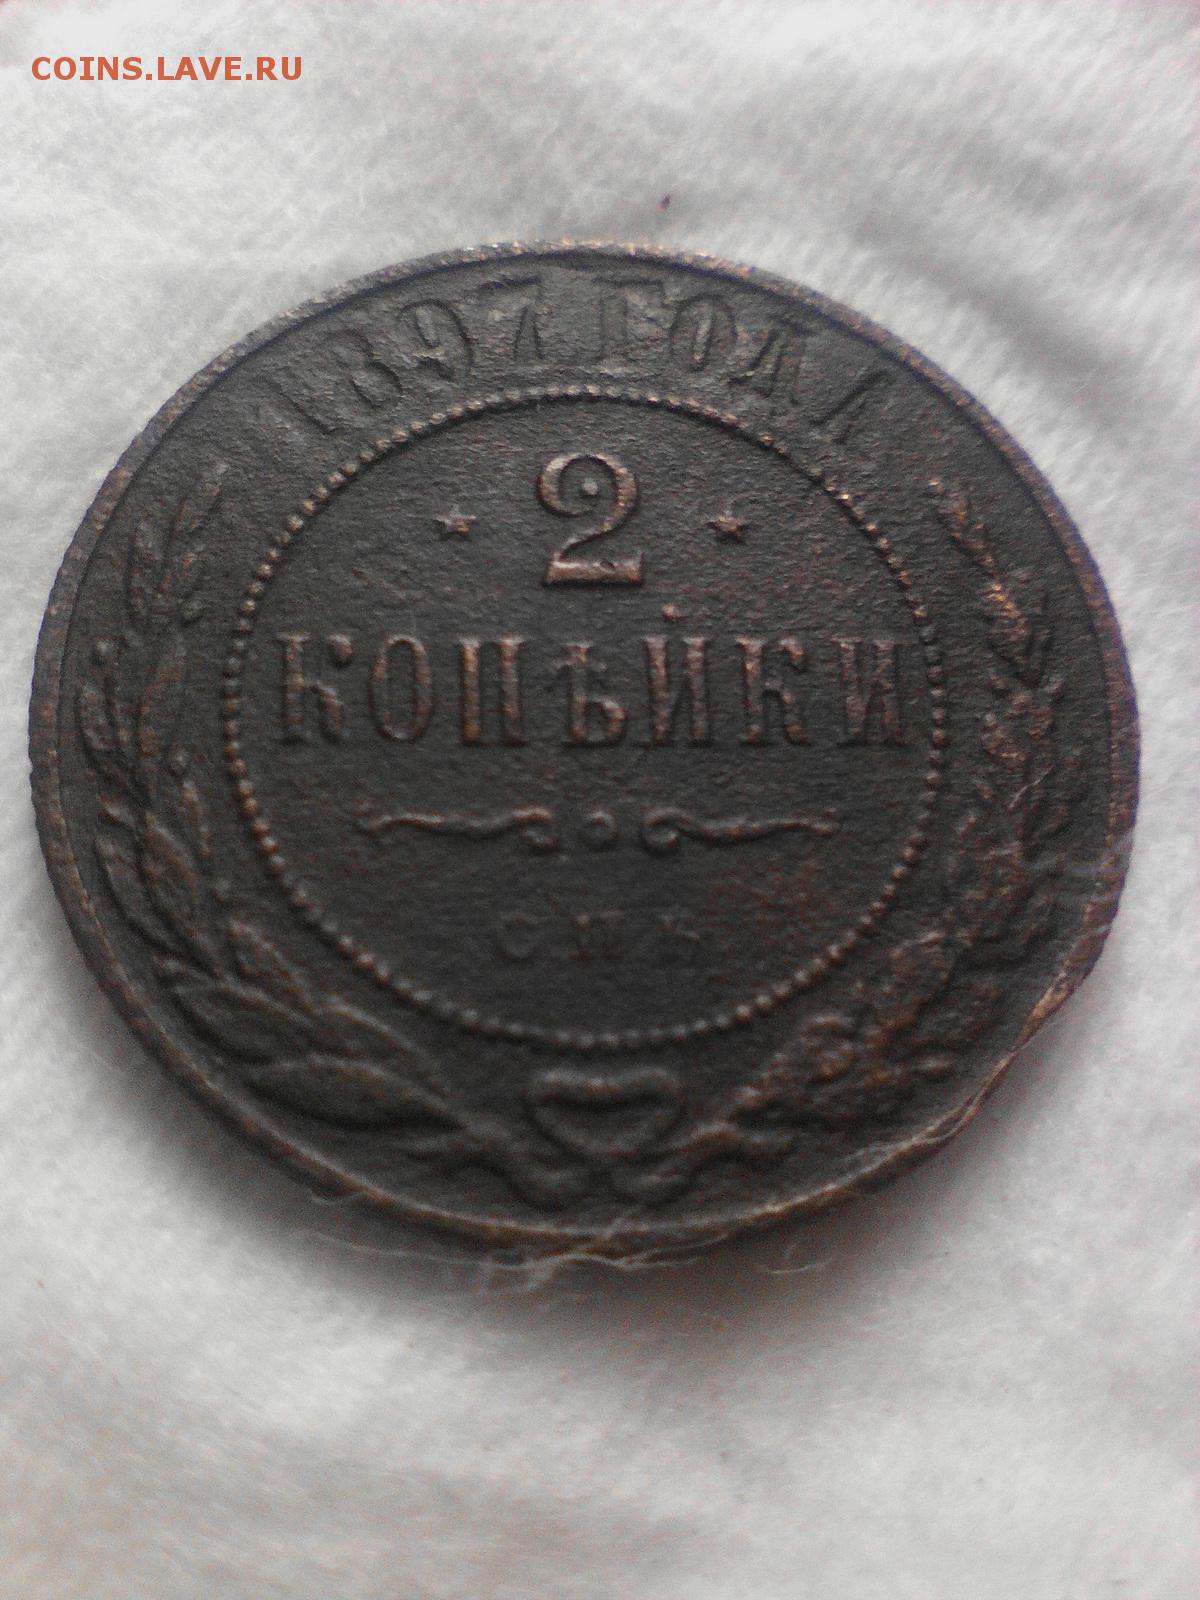 COINS.LAVE.RU
1897 ГОДА
2
КОПѢЙКИ
С П Б